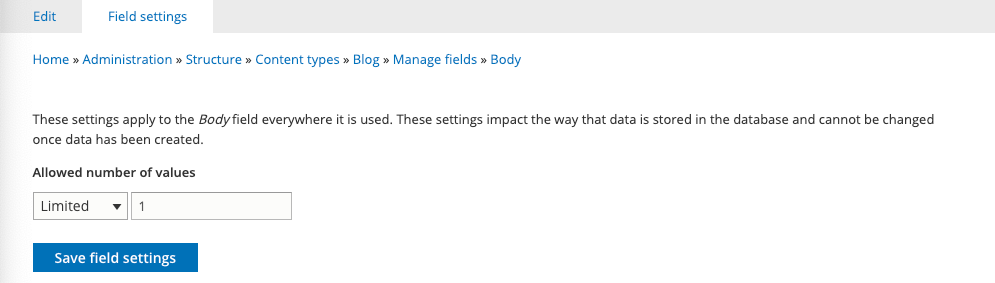 Edit Field settings
Home » Administration » Structure » Content types » Blog » Manage fields » Body
These settings apply to the Body field everywhere it is used. These settings impact the way that data is stored in the database and cannot be changed
once data has been created.
Allowed number of values
Limited 1
Save field settings